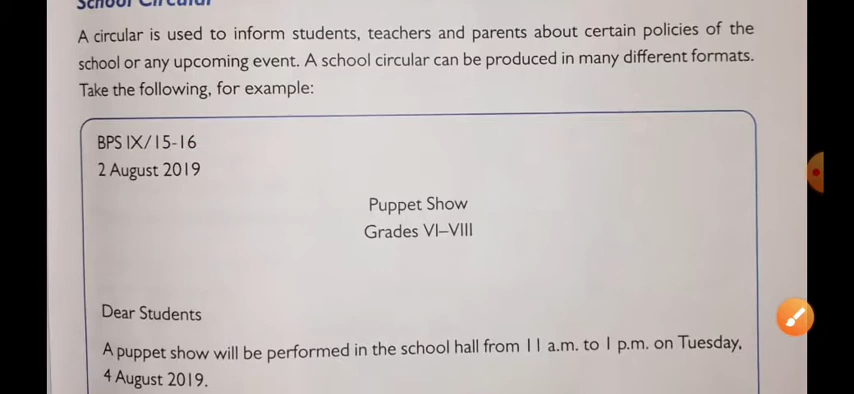 School Circular
A circular is used to inform students, teachers and parents about certain policies of the
school or any upcoming event. A school circular can be produced in many different formats.
Take the following, for example:
BPS IX/15-16
2 August 2019
Puppet Show
Grades VI–VIII
Dear Students
A puppet show will be performed in the school hall from 11 a.m. to 1 p.m. on Tuesday,
4 August 2019.